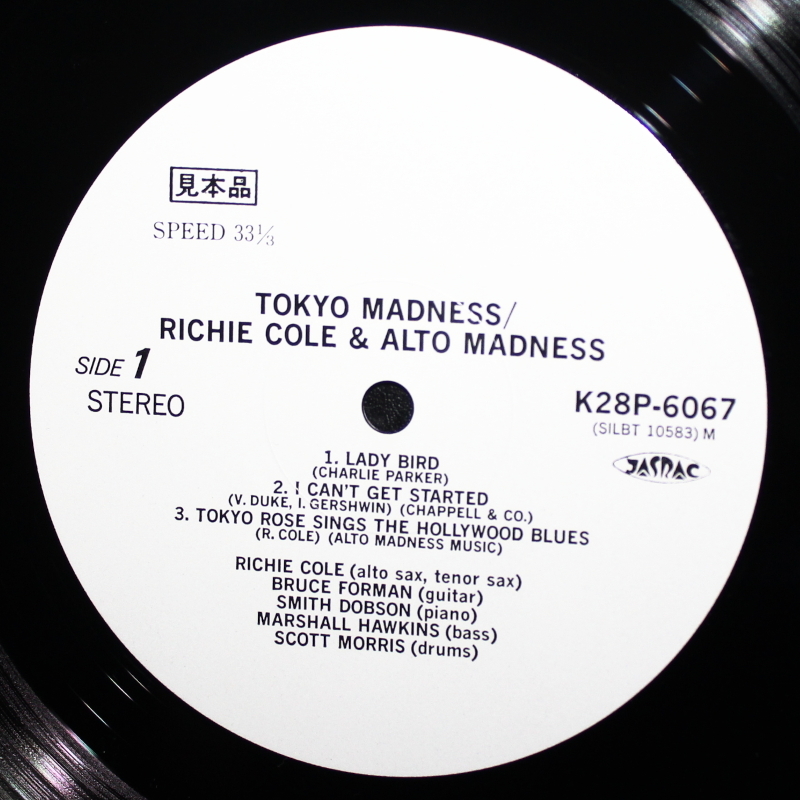 見本品
SPEED 33⅓
TOKYO MADNESS/
RICHIE COLE & ALTO MADNESS
SIDE 1
STEREO
K28P-6067
(SILBT 10583) M
JASRAC
1. LADY BIRD
(CHARLIE PARKER)
2. I CAN'T GET STARTED
(V. DUKE, I. GERSHWIN) (CHAPPELL & CO.)
3. TOKYO ROSE SINGS THE HOLLYWOOD BLUES
(R. COLE) (ALTO MADNESS MUSIC)
RICHIE COLE (alto sax, tenor sax)
BRUCE FORMAN (guitar)
SMITH DOBSON (piano)
MARSHALL HAWKINS (bass)
SCOTT MORRIS (drums)